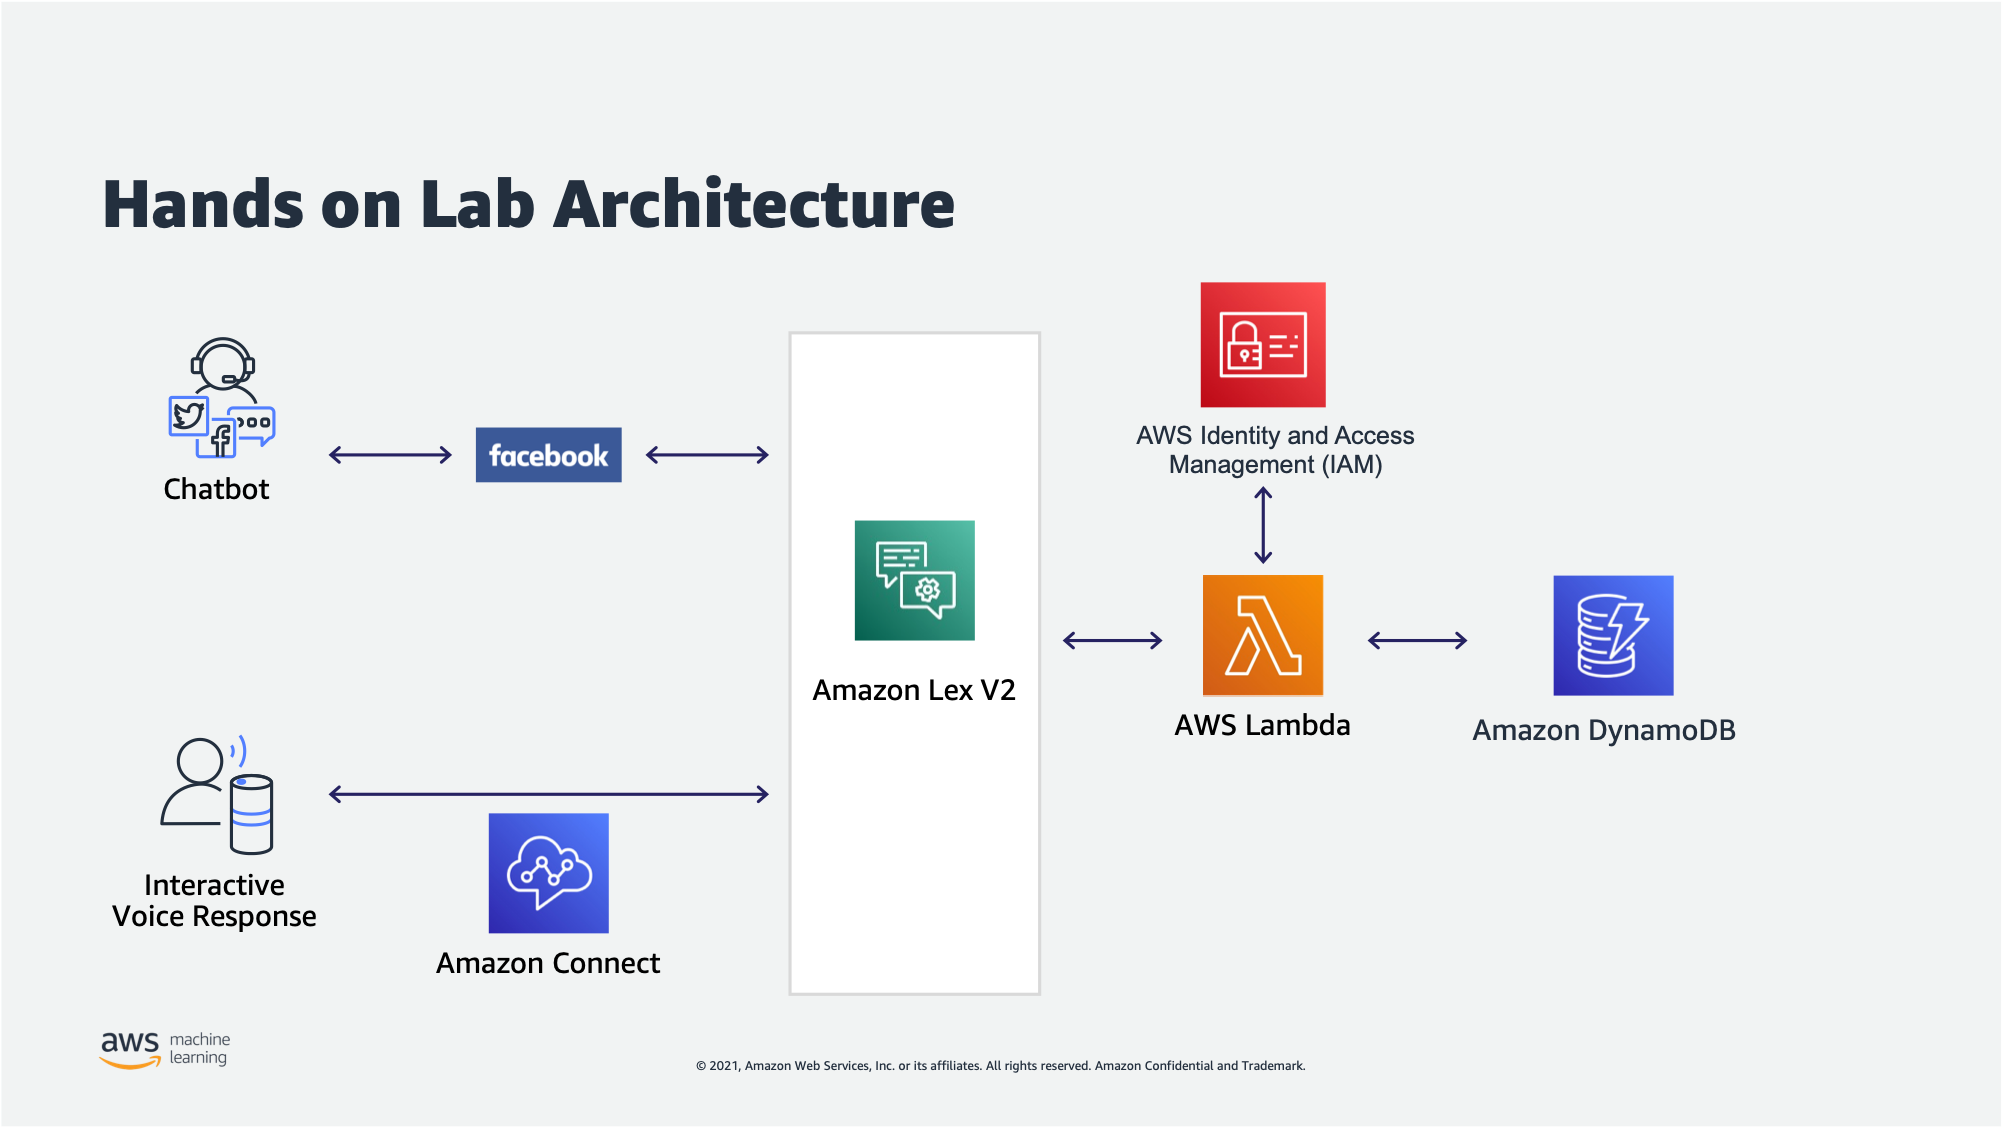 Hands on Lab Architecture
Chatbot
facebook
Amazon Lex V2
AWS Identity and Access
Management (IAM)
AWS Lambda
Amazon DynamoDB
Interactive
Voice Response
Amazon Connect
aws machine
learning
© 2021, Amazon Web Services, Inc. or its affiliates. All rights reserved. Amazon Confidential and Trademark.